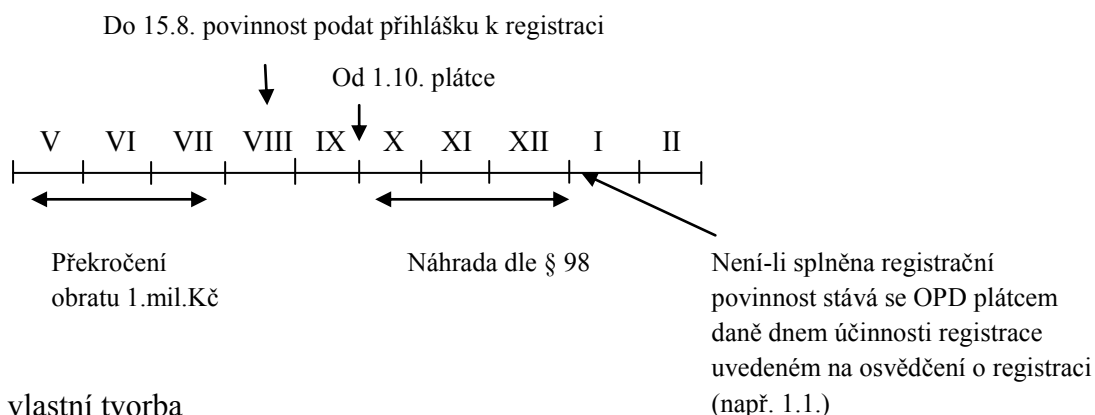 Do 15.8. povinnost podat přihlášku k registraci
Od 1.10. plátce
V VI VII VIII IX X XI XII I II
Překročení
obratu 1.mil.Kč
Náhrada dle § 98
Není-li splněna registrační
povinnost stává se OPD plátcem
daně dnem účinnosti registrace
uvedeném na osvědčení o registraci
(např. 1.1.)
vlastní tvorba